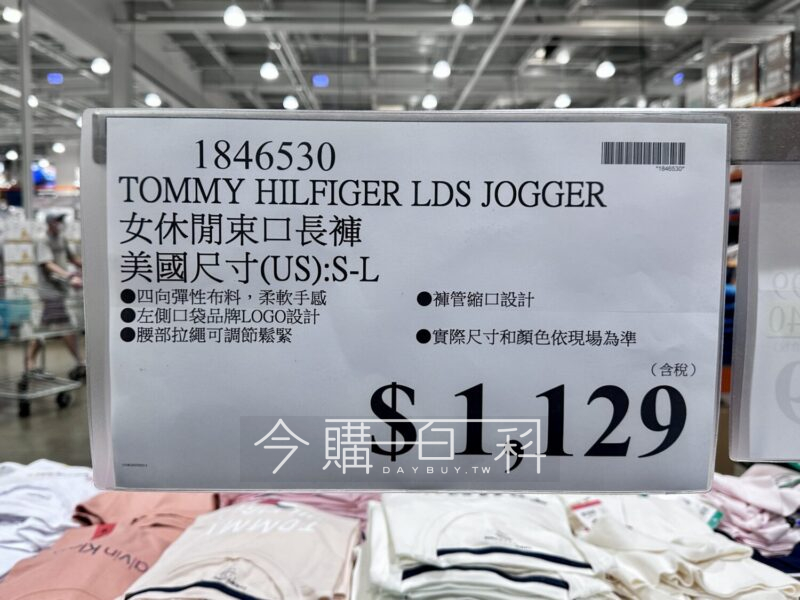 1846530
*1846530*
TOMMY HILFIGER LDS JOGGER
女休閒束口長褲
美國尺寸(US):S-L
●四向彈性布料，柔軟手感
●褲管縮口設計
●左側口袋品牌LOGO設計
●腰部拉繩可調節鬆緊
●實際尺寸和顏色依現場為準
（含稅）
$ 1,129
今購百科
DAYBUY.TW
Calvin Kl
TOMMY